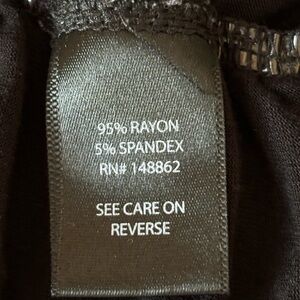 95% RAYON
5% SPANDEX
RN# 148862
SEE CARE ON
REVERSE